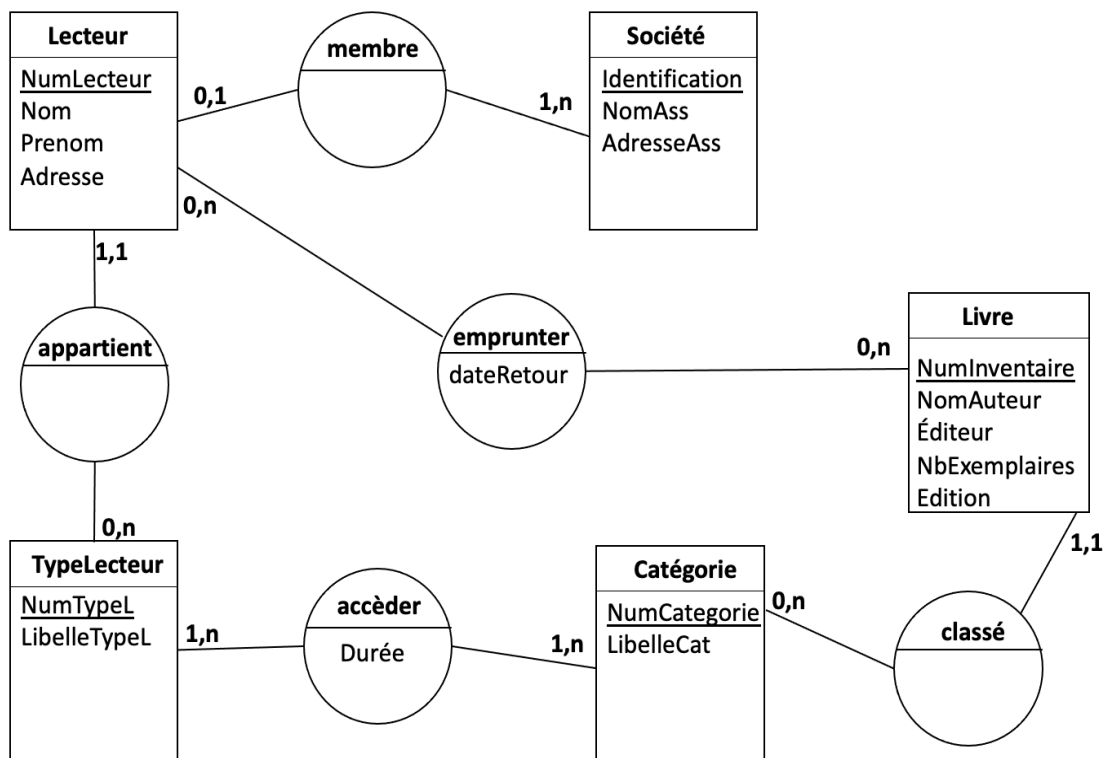 Lecteur
NumLecteur
Nom
Prenom
Adresse
0,1
membre
1,n
Société
Identification
NomAss
AdresseAss
0,n
1,1
appartient
0,n
emprunter
dateRetour
0,n
Livre
NumInventaire
NomAuteur
Éditeur
NbExemplaires
Edition
1,1
TypeLecteur
NumTypeL
LibelleTypeL
1,n
accèder
Durée
1,n
Catégorie
NumCategorie
LibelleCat
0,n
classé